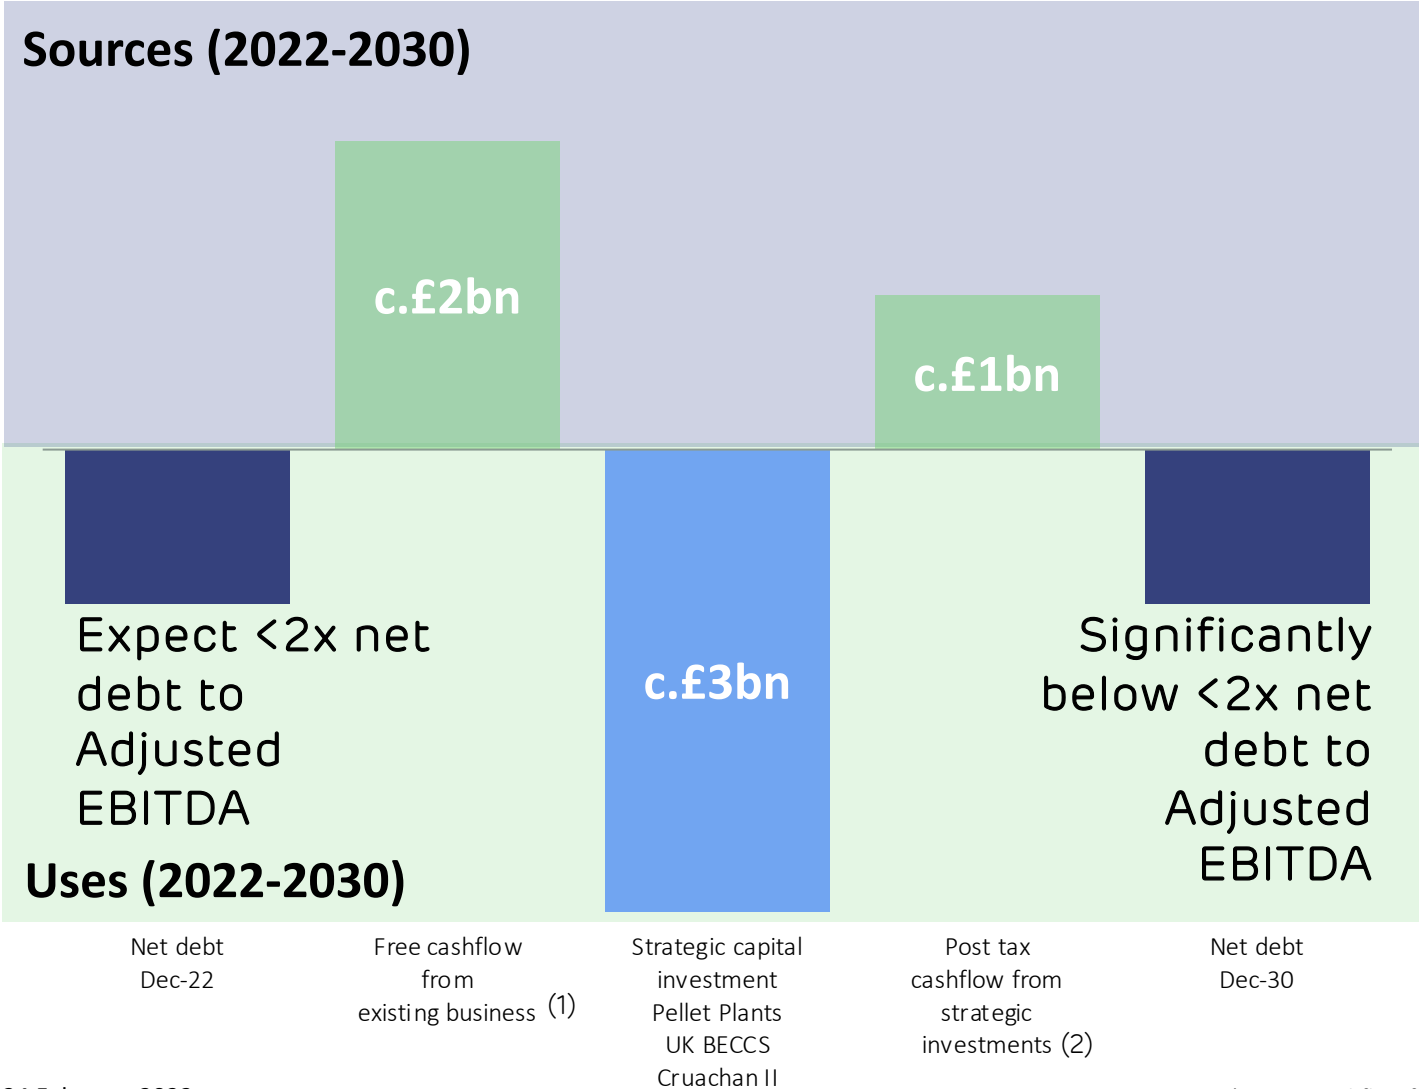 Sources (2022-2030)
c.£2bn
c.£1bn
c.£3bn
Expect <2x net
debt to
Adjusted
EBITDA
Significantly
below <2x net
debt to
Adjusted
EBITDA
Uses (2022-2030)
Net debt
Dec-22
Free cashflow
from
existing business (1)
Strategic capital
investment
Pellet Plants
UK BECCS
Cruachan II
Post tax
cashflow from
strategic
investments (2)
Net debt
Dec-30